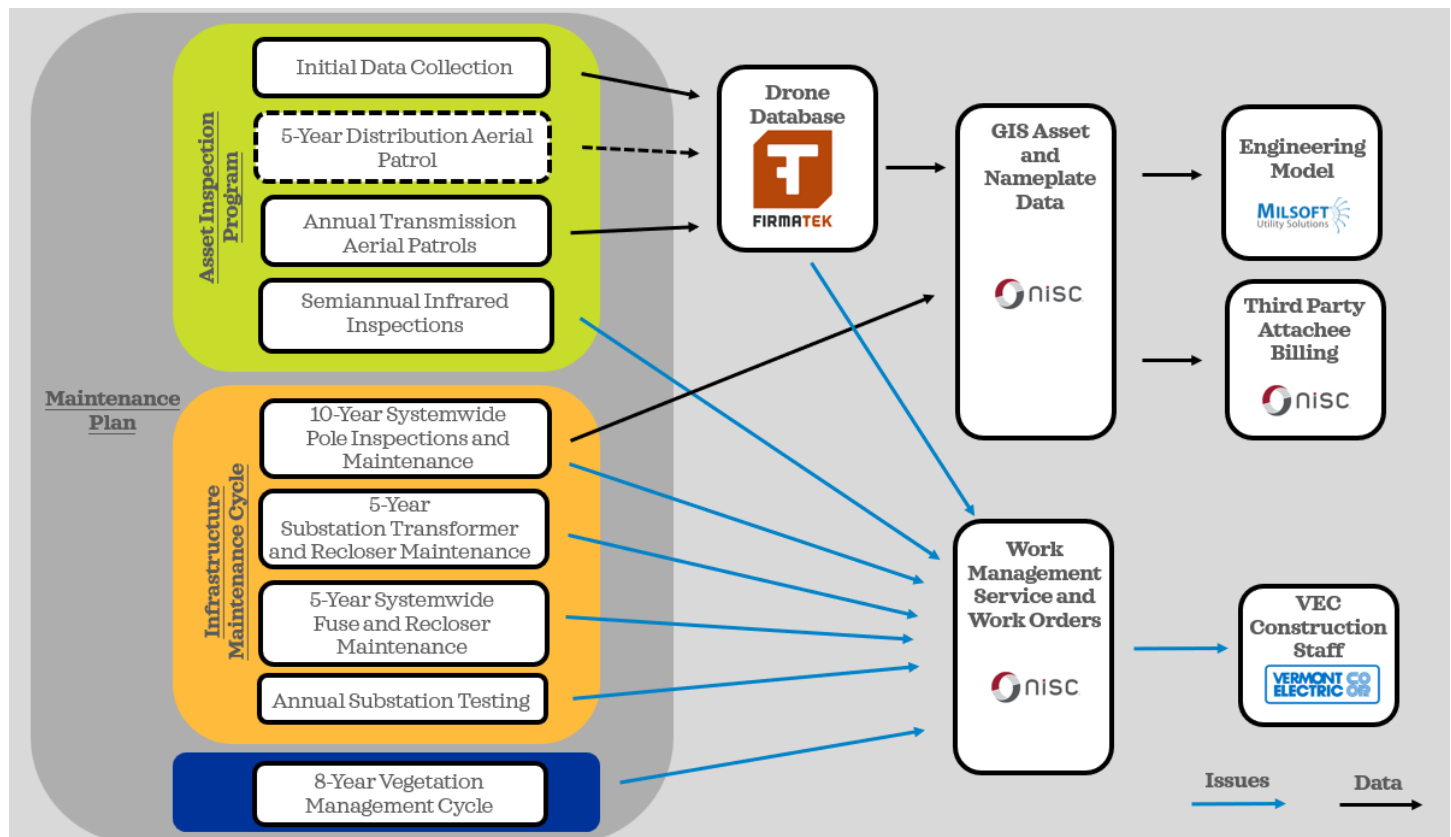 Maintenance
Plan
Asset Inspection
Program
Initial Data Collection
5-Year Distribution Aerial
Patrol
Annual Transmission
Aerial Patrols
Semiannual Infrared
Inspections
Infrastructure
Maintenance Cycle
10-Year Systemwide
Pole Inspections and
Maintenance
5-Year
Substation Transformer
and Recloser Maintenance
5-Year Systemwide
Fuse and Recloser
Maintenance
Annual Substation Testing
8-Year Vegetation
Management Cycle
Drone
Database
FIRMATEK
GIS Asset
and
Nameplate
Data
nisc
Engineering
Model
MILSOFT
Utility Solutions
Third Party
Attachee
Billing
nisc
Work
Management
Service and
Work Orders
nisc
VEC
Construction
Staff
VERMONT CO
ELECTRIC OP
Issues
Data